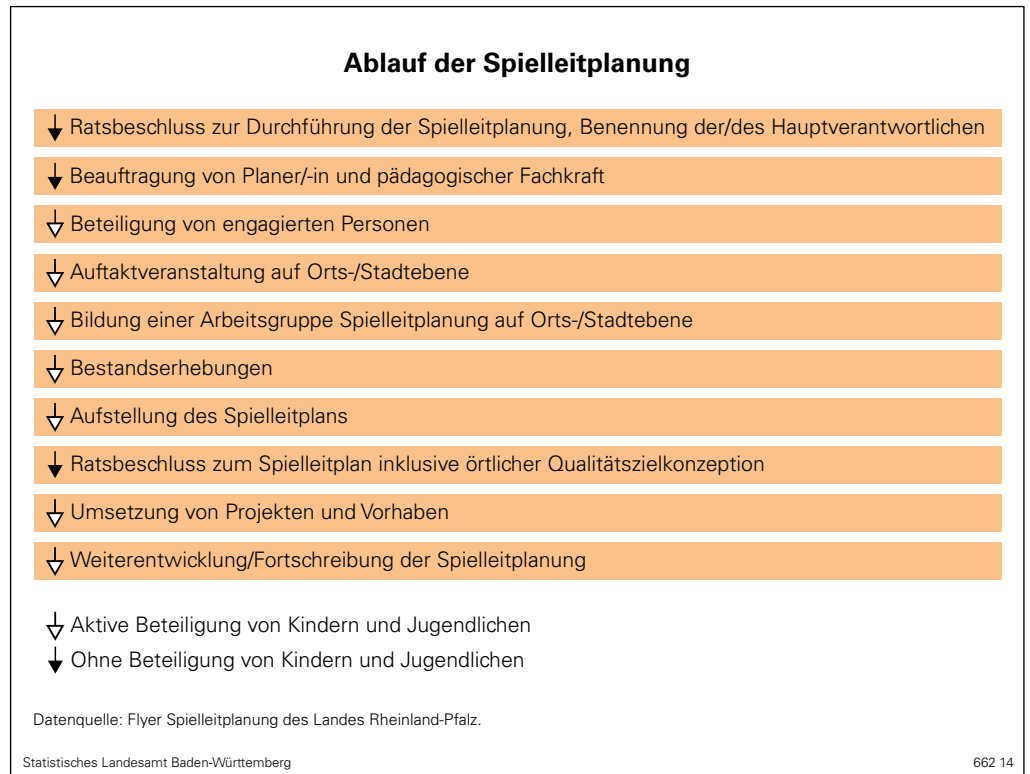 Ablauf der Spielleitplanung
Ratsbeschluss zur Durchführung der Spielleitplanung, Benennung der/des Hauptverantwortlichen
Beauftragung von Planer/-in und pädagogischer Fachkraft
Beteiligung von engagierten Personen
Auftaktveranstaltung auf Orts-/Stadtebene
Bildung einer Arbeitsgruppe Spielleitplanung auf Orts-/Stadtebene
Bestandserhebungen
Aufstellung des Spielleitplans
Ratsbeschluss zum Spielleitplan inklusive örtlicher Qualitätszielkonzeption
Umsetzung von Projekten und Vorhaben
Weiterentwicklung/Fortschreibung der Spielleitplanung
Aktive Beteiligung von Kindern und Jugendlichen
Ohne Beteiligung von Kindern und Jugendlichen
Datenquelle: Flyer Spielleitplanung des Landes Rheinland-Pfalz.
Statistisches Landesamt Baden-Württemberg 662 14